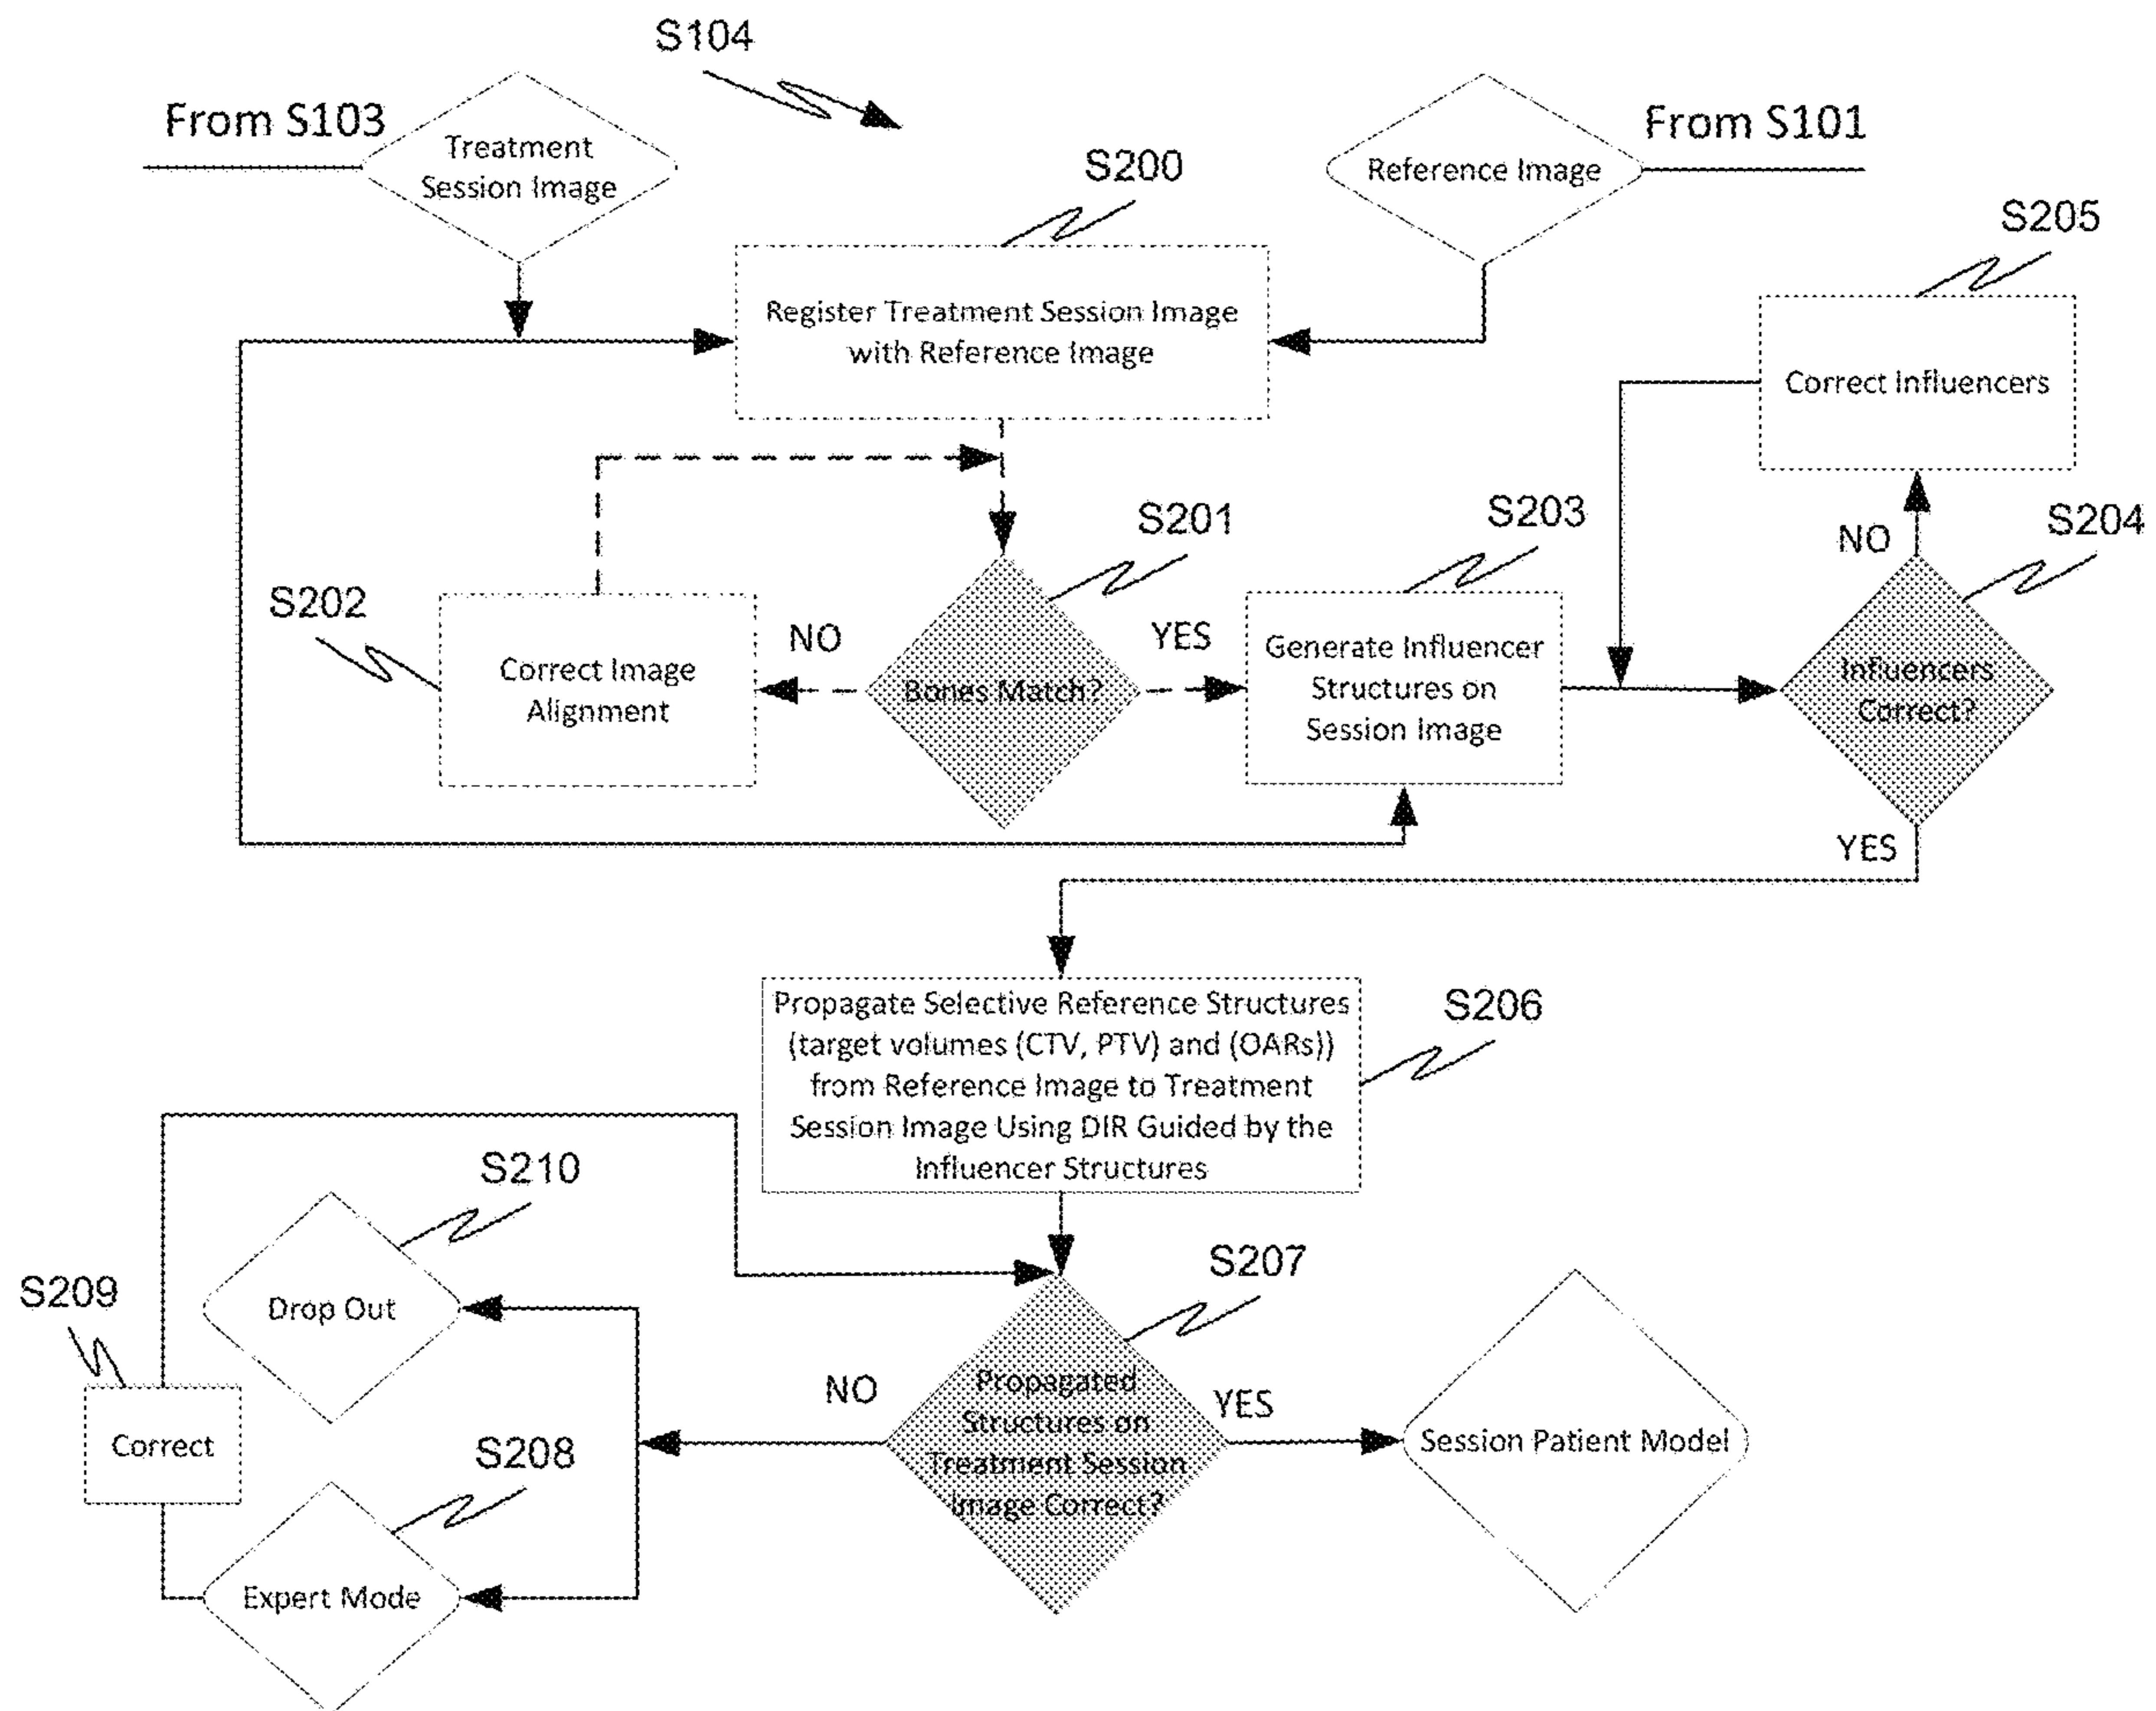 S104
From S103
Treatment
Session Image
Reference Image
From S101
S200
Register Treatment Session Image
with Reference Image
S205
Correct Influencers
S201
S203
S204
NO
S202
Correct Image
Alignment
NO
Bones Match?
YES
Generate Influencer
Structures on
Session Image
Influencers
Correct?
YES
Propagate Selective Reference Structures
(target volumes (CTV, PTV) and (OARs))
from Reference Image to Treatment
Session Image Using DIR Guided by the
Influencer Structures
S206
S210
Drop Out
S209
Correct
S208
Expert Mode
S207
NO
Propagated
Structures on
Treatment Session
Image Correct?
YES
Session Patient Model